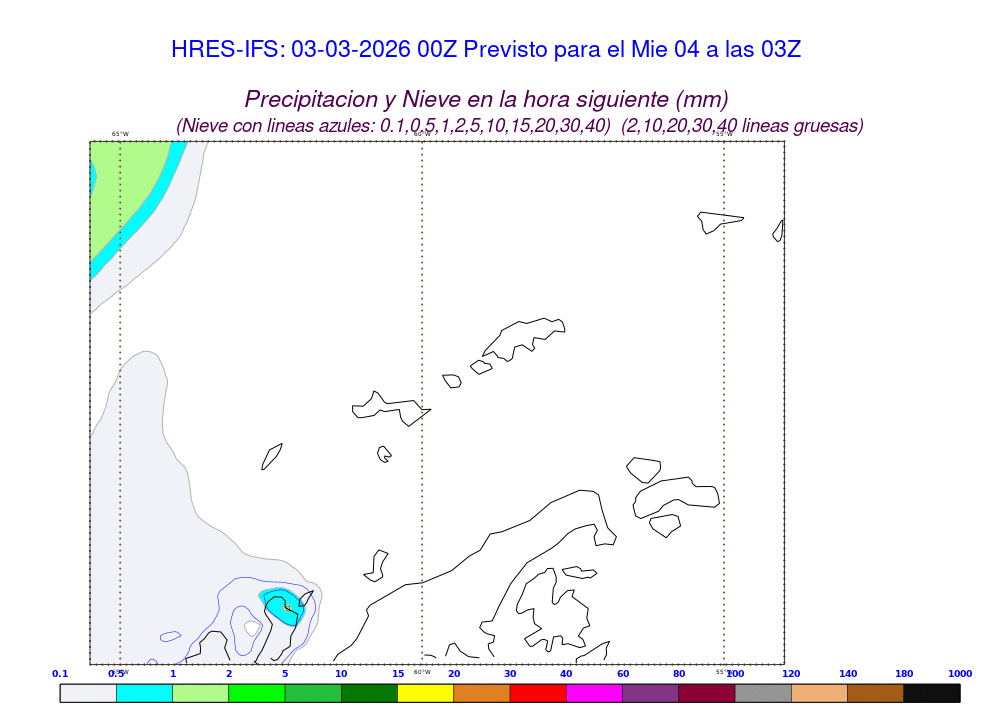 HRES-IFS: 03-03-2026 00Z Previsto para el Mie 04 a las 03Z
Precipitacion y Nieve en la hora siguiente (mm)
(Nieve con lineas azules: 0.1,0.5,1,2,5,10,15,20,30,40) (2,10,20,30,40 lineas gruesas)
65°W 60°W 55°W
65°W 60°W 55°W
0.1 0.5 1 2 5 10 15 20 30 40 60 80 100 120 140 180 1000